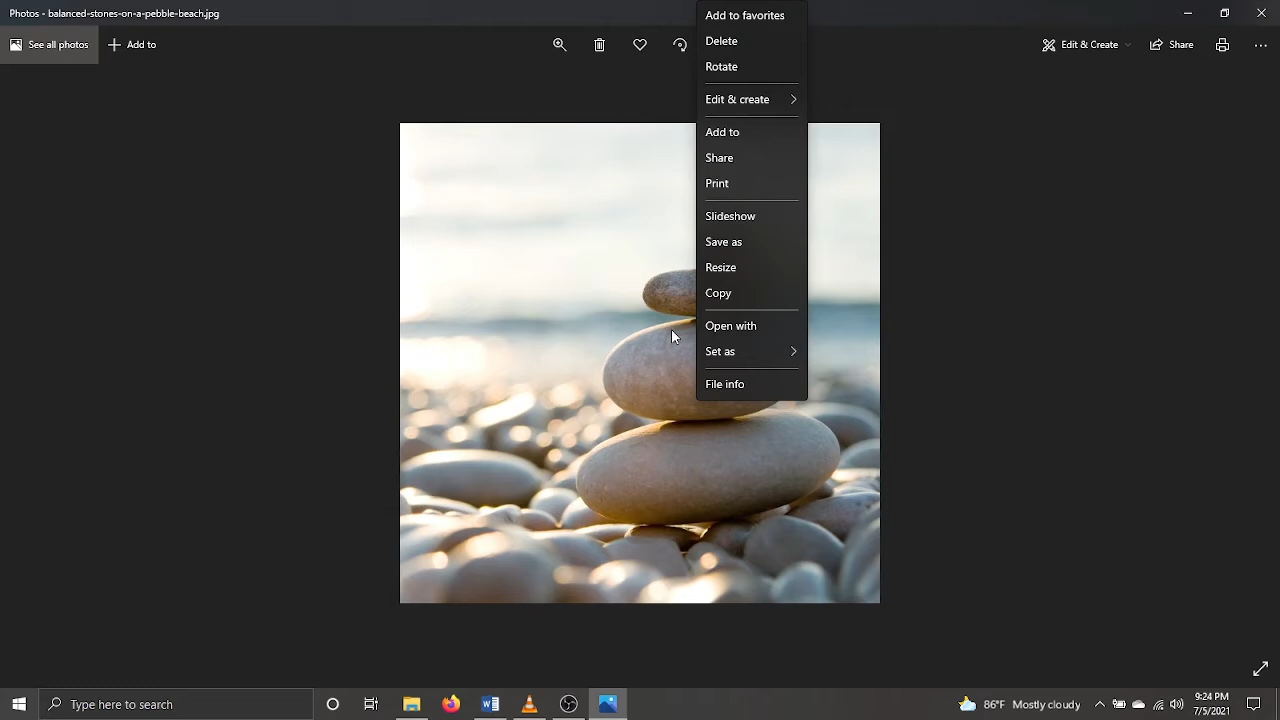 Photos - balanced-stones-on-a-pebble-beach.jpg
See all photos
Add to
Edit & Create
Share
Add to favorites
Delete
Rotate
Edit & create
Add to
Share
Print
Slideshow
Save as
Resize
Copy
Open with
Set as
File info
Type here to search
86°F Mostly cloudy
9:24 PM
7/5/2021